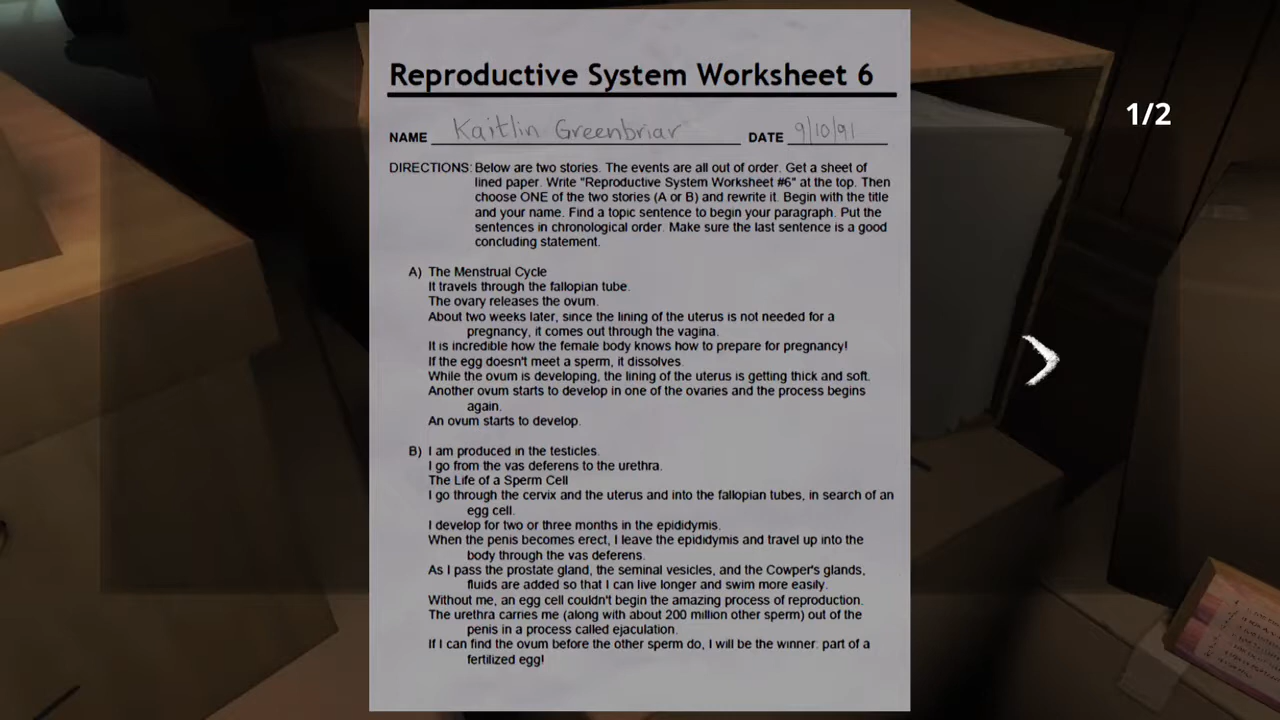 Reproductive System Worksheet 6
1/2
NAME Kaitlin Greenbriar DATE 9/10/91
DIRECTIONS: Below are two stories. The events are all out of order. Get a sheet of
lined paper. Write "Reproductive System Worksheet #6" at the top. Then
choose ONE of the two stories (A or B) and rewrite it. Begin with the title
and your name. Find a topic sentence to begin your paragraph. Put the
sentences in chronological order. Make sure the last sentence is a good
concluding statement.
A) The Menstrual Cycle
It travels through the fallopian tube.
The ovary releases the ovum.
About two weeks later, since the lining of the uterus is not needed for a
pregnancy, it comes out through the vagina.
It is incredible how the female body knows how to prepare for pregnancy!
If the egg doesn't meet a sperm, it dissolves.
While the ovum is developing, the lining of the uterus is getting thick and soft.
Another ovum starts to develop in one of the ovaries and the process begins
again.
An ovum starts to develop.
B) I am produced in the testicles.
I go from the vas deferens to the urethra.
The Life of a Sperm Cell
I go through the cervix and the uterus and into the fallopian tubes, in search of an
egg cell.
I develop for two or three months in the epididymis.
When the penis becomes erect, I leave the epididymis and travel up into the
body through the vas deferens.
As I pass the prostate gland, the seminal vesicles, and the Cowper's glands,
fluids are added so that I can live longer and swim more easily.
Without me, an egg cell couldn't begin the amazing process of reproduction.
The urethra carries me (along with about 200 million other sperm) out of the
penis in a process called ejaculation.
If I can find the ovum before the other sperm do, I will be the winner: part of a
fertilized egg!